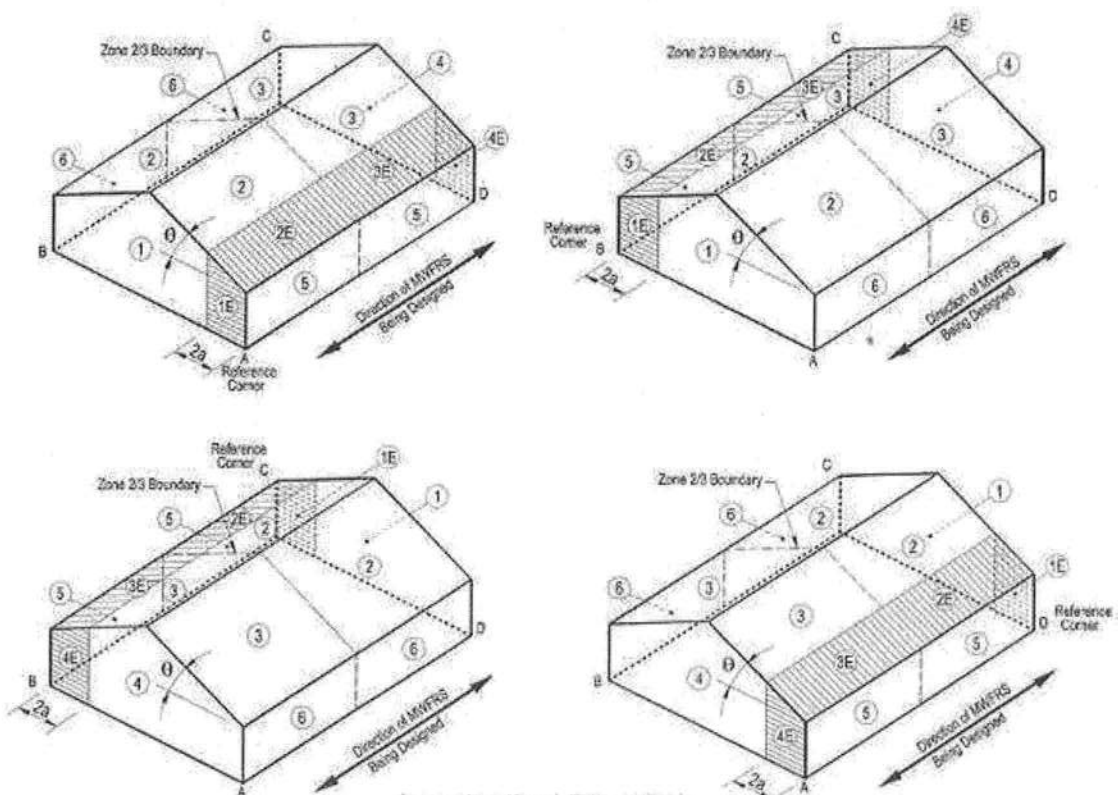 C
4E
Zone 2/3 Boundary
4
6
3
3
4E
6
2
3E
2
D
B
θ
2E
5
1
5
1E
2a
A
Reference
Corner
Direction of MWFRS
Being Designed
C
4E
Zone 2/3 Boundary
4
5
3E
3
5
2E
2
3
D
1E
2
6
Reference
Corner
B
θ
1
6
2a
A
Direction of MWFRS
Being Designed
Reference
Corner
C
1E
Zone 2/3 Boundary
1
5
2E
2
5
3E
3
2
D
4E
3
6
B
θ
4
6
2a
A
Direction of MWFRS
Being Designed
C
Zone 2/3 Boundary
1
6
2
2
1E
6
3
2E
3
D
Reference
Corner
B
θ
3E
5
4
5
4E
2a
A
Direction of MWFRS
Being Designed